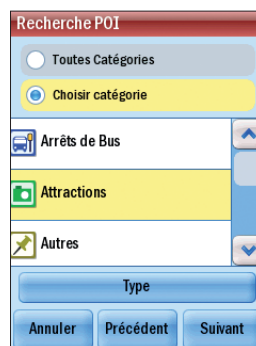 Recherche POI
Toutes Catégories
Choisir catégorie
Arrêts de Bus
Attractions
Autres
Type
Annuler
Précédent
Suivant